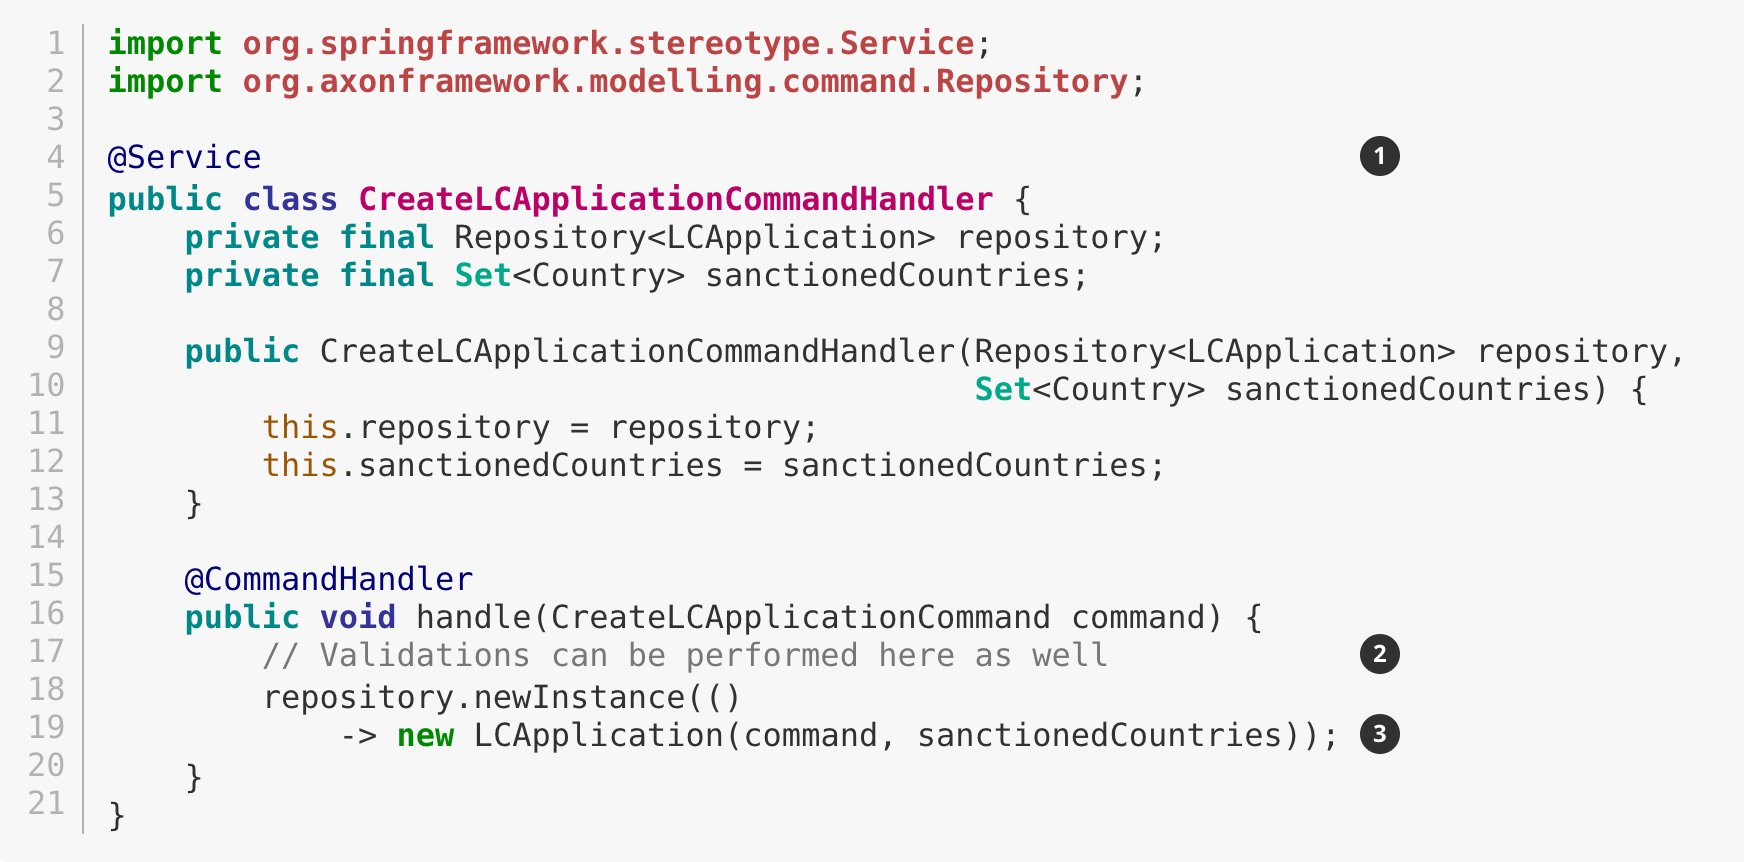 1 import org.springframework.stereotype.Service;
2 import org.axonframework.modelling.command.Repository;
3
4 @Service 1
5 public class CreateLCApplicationCommandHandler {
6     private final Repository<LCApplication> repository;
7     private final Set<Country> sanctionedCountries;
8
9     public CreateLCApplicationCommandHandler(Repository<LCApplication> repository,
10                                              Set<Country> sanctionedCountries) {
11         this.repository = repository;
12         this.sanctionedCountries = sanctionedCountries;
13     }
14
15     @CommandHandler
16     public void handle(CreateLCApplicationCommand command) {
17         // Validations can be performed here as well 2
18         repository.newInstance(()
19             -> new LCApplication(command, sanctionedCountries)); 3
20     }
21 }